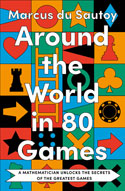 Marcus du Sautoy
Around
the
World
in 80
Games
A MATHEMATICIAN UNLOCKS THE SECRETS
OF THE GREATEST GAMES